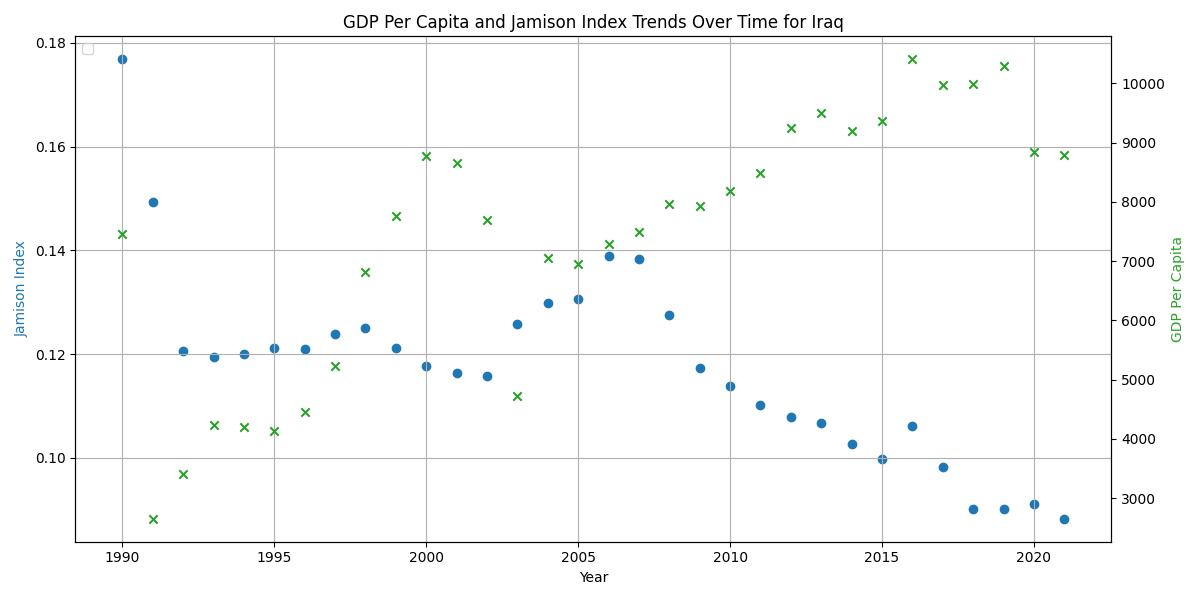 GDP Per Capita and Jamison Index Trends Over Time for Iraq
Jamison Index
0.18
0.16
0.14
0.12
0.10
10000
9000
8000
7000
6000
5000
4000
3000
GDP Per Capita
1990 1995 2000 2005 2010 2015 2020
Year